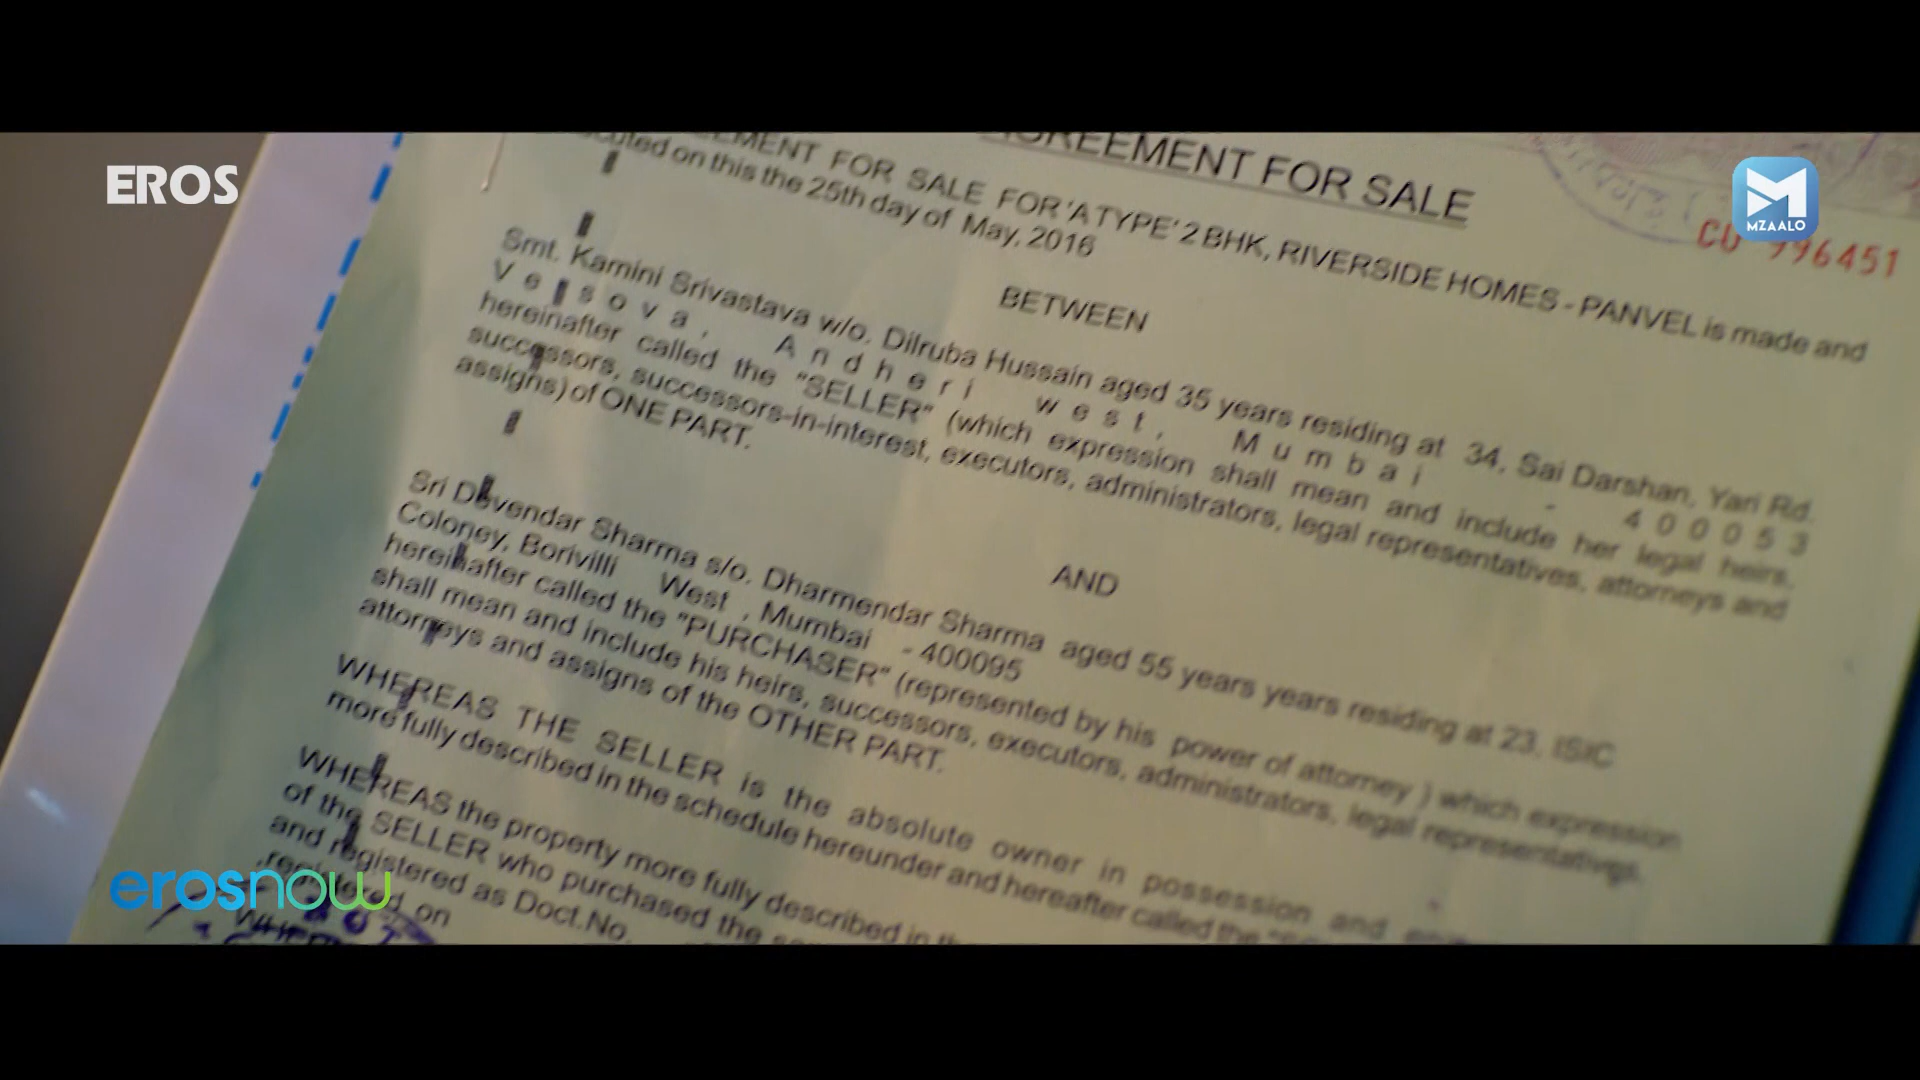 EROS
MZAALO
AGREEMENT FOR SALE
CU 996451
FOR SALE FOR 'A TYPE' 2 BHK, RIVERSIDE HOMES - PANVEL is made and
on this the 25th day of May, 2016
BETWEEN
Smt. Kamini Srivastava w/o. Dilruba Hussain aged 35 years residing at 34, Sai Darshan, Yari Rd.
Versova, Andheri west, Mumbai - 400053
hereinafter called the "SELLER" (which expression shall mean and include her legal heirs,
successors, successors-in-interest, executors, administrators, legal representatives, attorneys and
assighs) of ONE PART.
AND
Sri Devendar Sharma s/o. Dharmendar Sharma aged 55 years years residing at 23, ISIC
Coloney, Borivilli West , Mumbai - 400095
hereinafter called the "PURCHASER" (represented by his power of attorney ) which expression
shall mean and include his heirs, successors, executors, administrators, legal representatives,
attorneys and assigns of the OTHER PART.
WHEREAS THE SELLER is the absolute owner in possession and
more fully described in the schedule hereunder and hereafter called the
WHEREAS the property more fully described in
of the SELLER who purchased the
and registered as Doct.No.
registered on
erosnow